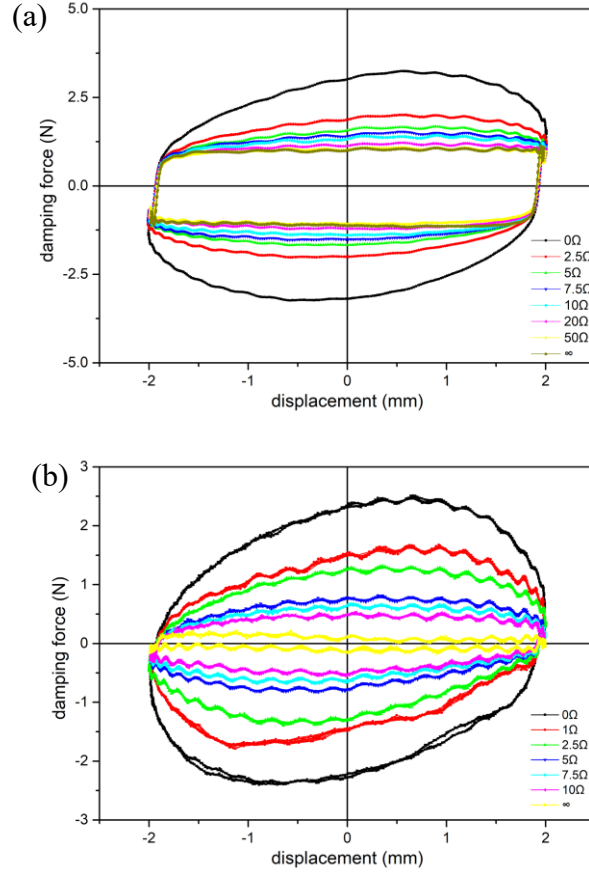 (a)
5.0
2.5
0.0
-2.5
-5.0
damping force (N)
-2
-1
0
1
2
displacement (mm)
0Ω
2.5Ω
5Ω
7.5Ω
10Ω
20Ω
50Ω
∞
(b)
3
2
1
0
-1
-2
-3
damping force (N)
-2
-1
0
1
2
displacement (mm)
0Ω
1Ω
2.5Ω
5Ω
7.5Ω
10Ω
∞